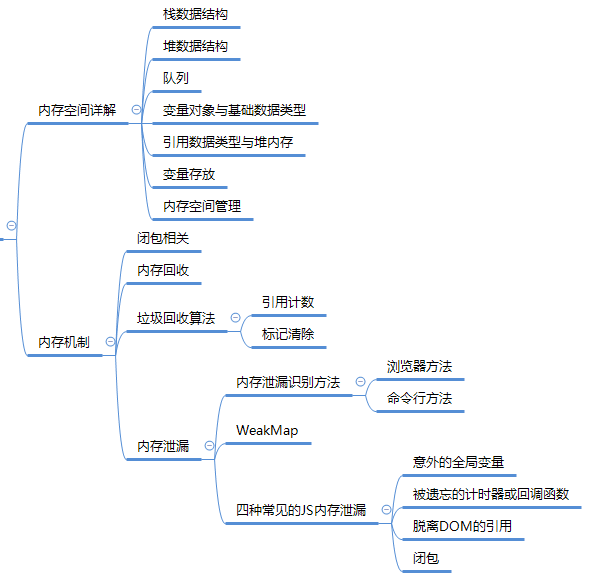 栈数据结构
堆数据结构
队列
内存空间详解
变量对象与基础数据类型
引用数据类型与堆内存
变量存放
内存空间管理
闭包相关
内存回收
引用计数
垃圾回收算法
标记清除
内存机制
浏览器方法
内存泄漏识别方法
命令行方法
WeakMap
内存泄漏
意外的全局变量
被遗忘的计时器或回调函数
四种常见的JS内存泄漏
脱离DOM的引用
闭包